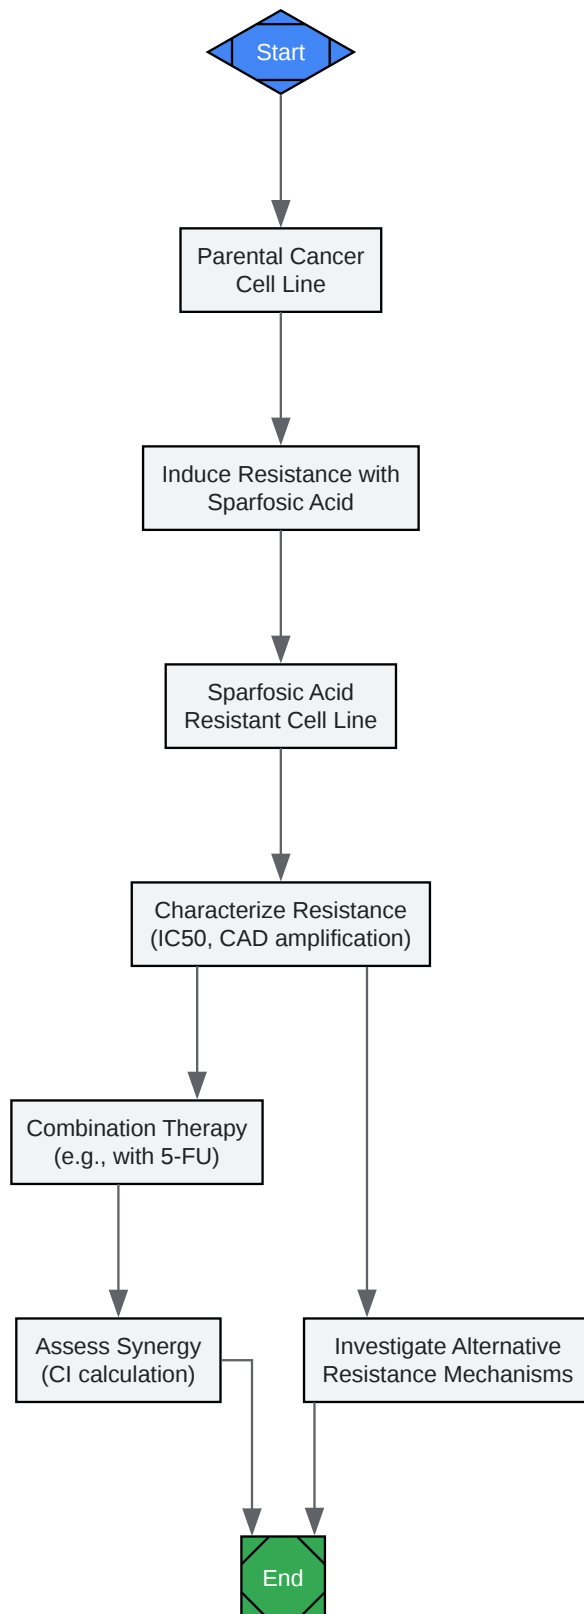 Start
Parental Cancer
Cell Line
Induce Resistance with
Sparfosic Acid
Sparfosic Acid
Resistant Cell Line
Characterize Resistance
(IC50, CAD amplification)
Combination Therapy
(e.g., with 5-FU)
Assess Synergy
(CI calculation)
Investigate Alternative
Resistance Mechanisms
End